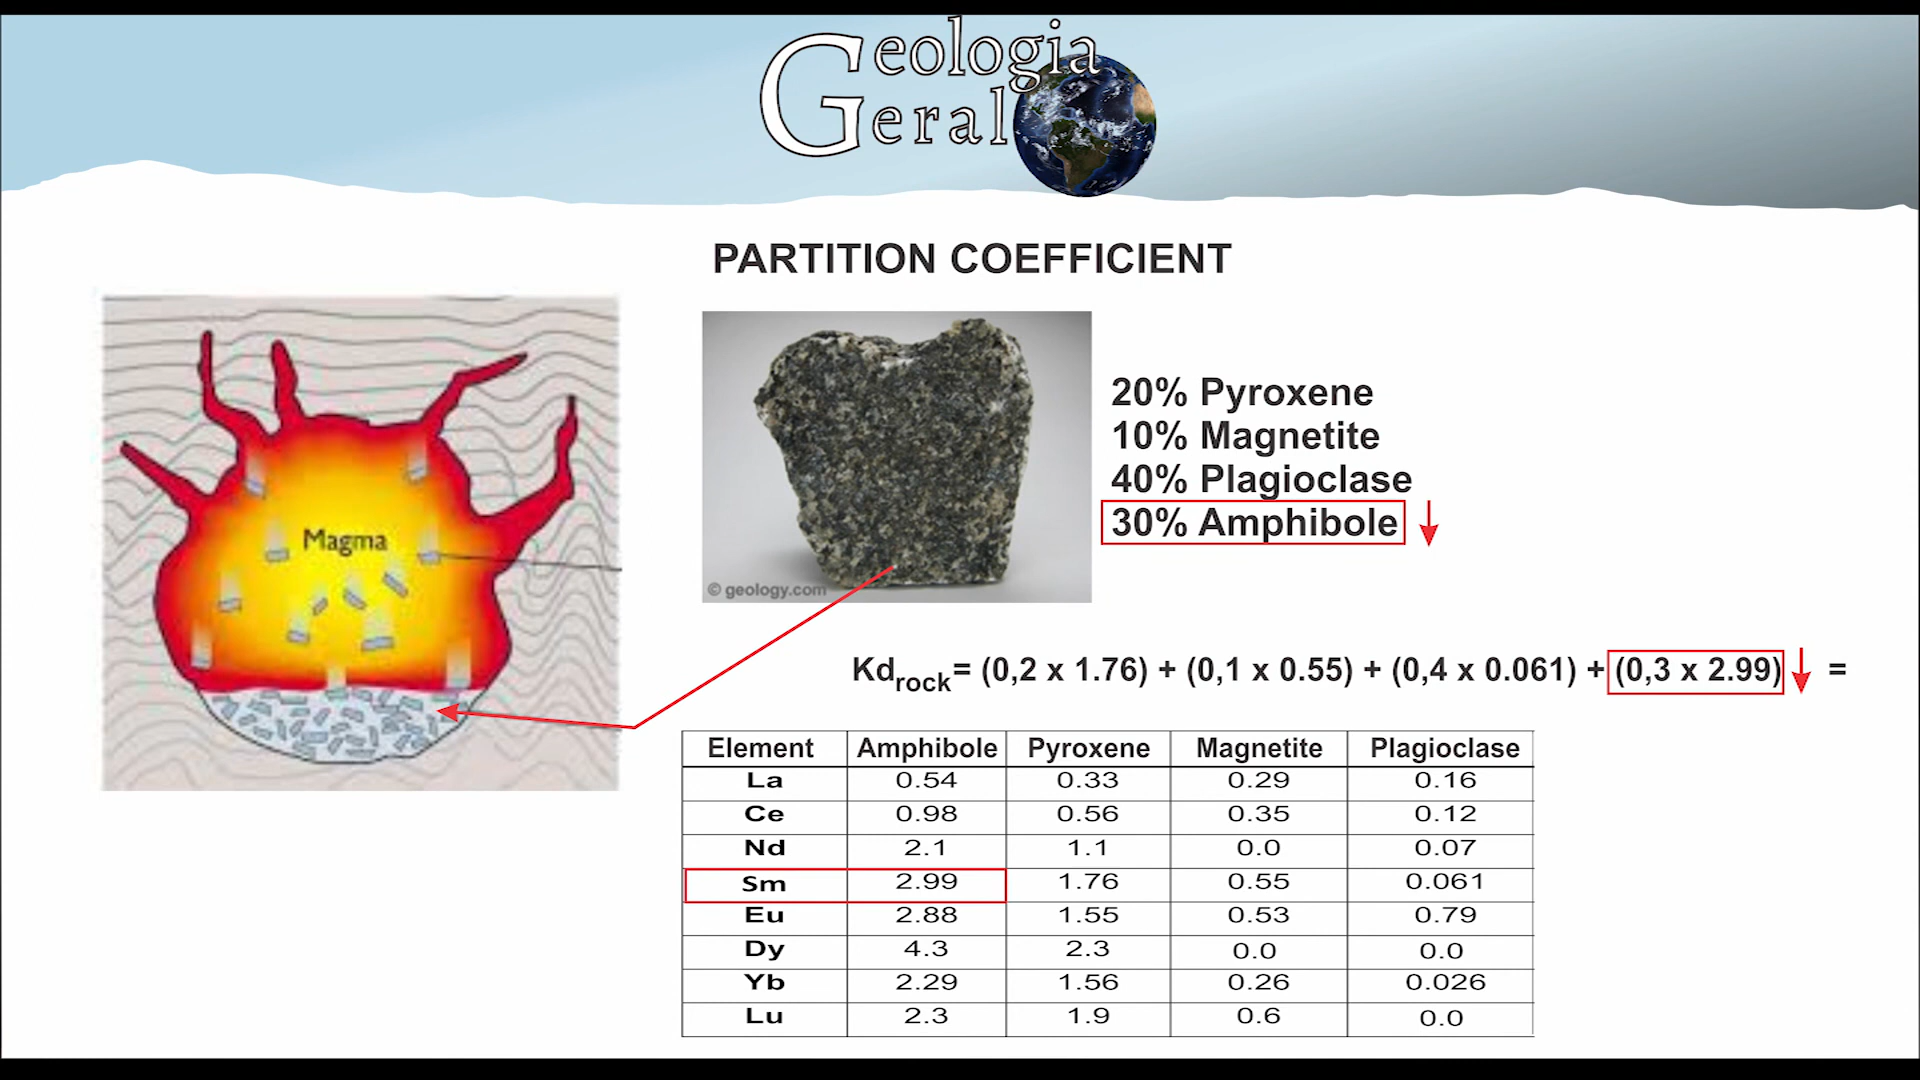 Geologia
Geral
PARTITION COEFFICIENT
Magma
© geology.com
20% Pyroxene
10% Magnetite
40% Plagioclase
30% Amphibole
Kdrock= (0,2 x 1.76) + (0,1 x 0.55) + (0,4 x 0.061) + (0,3 x 2.99) =
Element Amphibole Pyroxene Magnetite Plagioclase
La 0.54 0.33 0.29 0.16
Ce 0.98 0.56 0.35 0.12
Nd 2.1 1.1 0.0 0.07
Sm 2.99 1.76 0.55 0.061
Eu 2.88 1.55 0.53 0.79
Dy 4.3 2.3 0.0 0.0
Yb 2.29 1.56 0.26 0.026
Lu 2.3 1.9 0.6 0.0